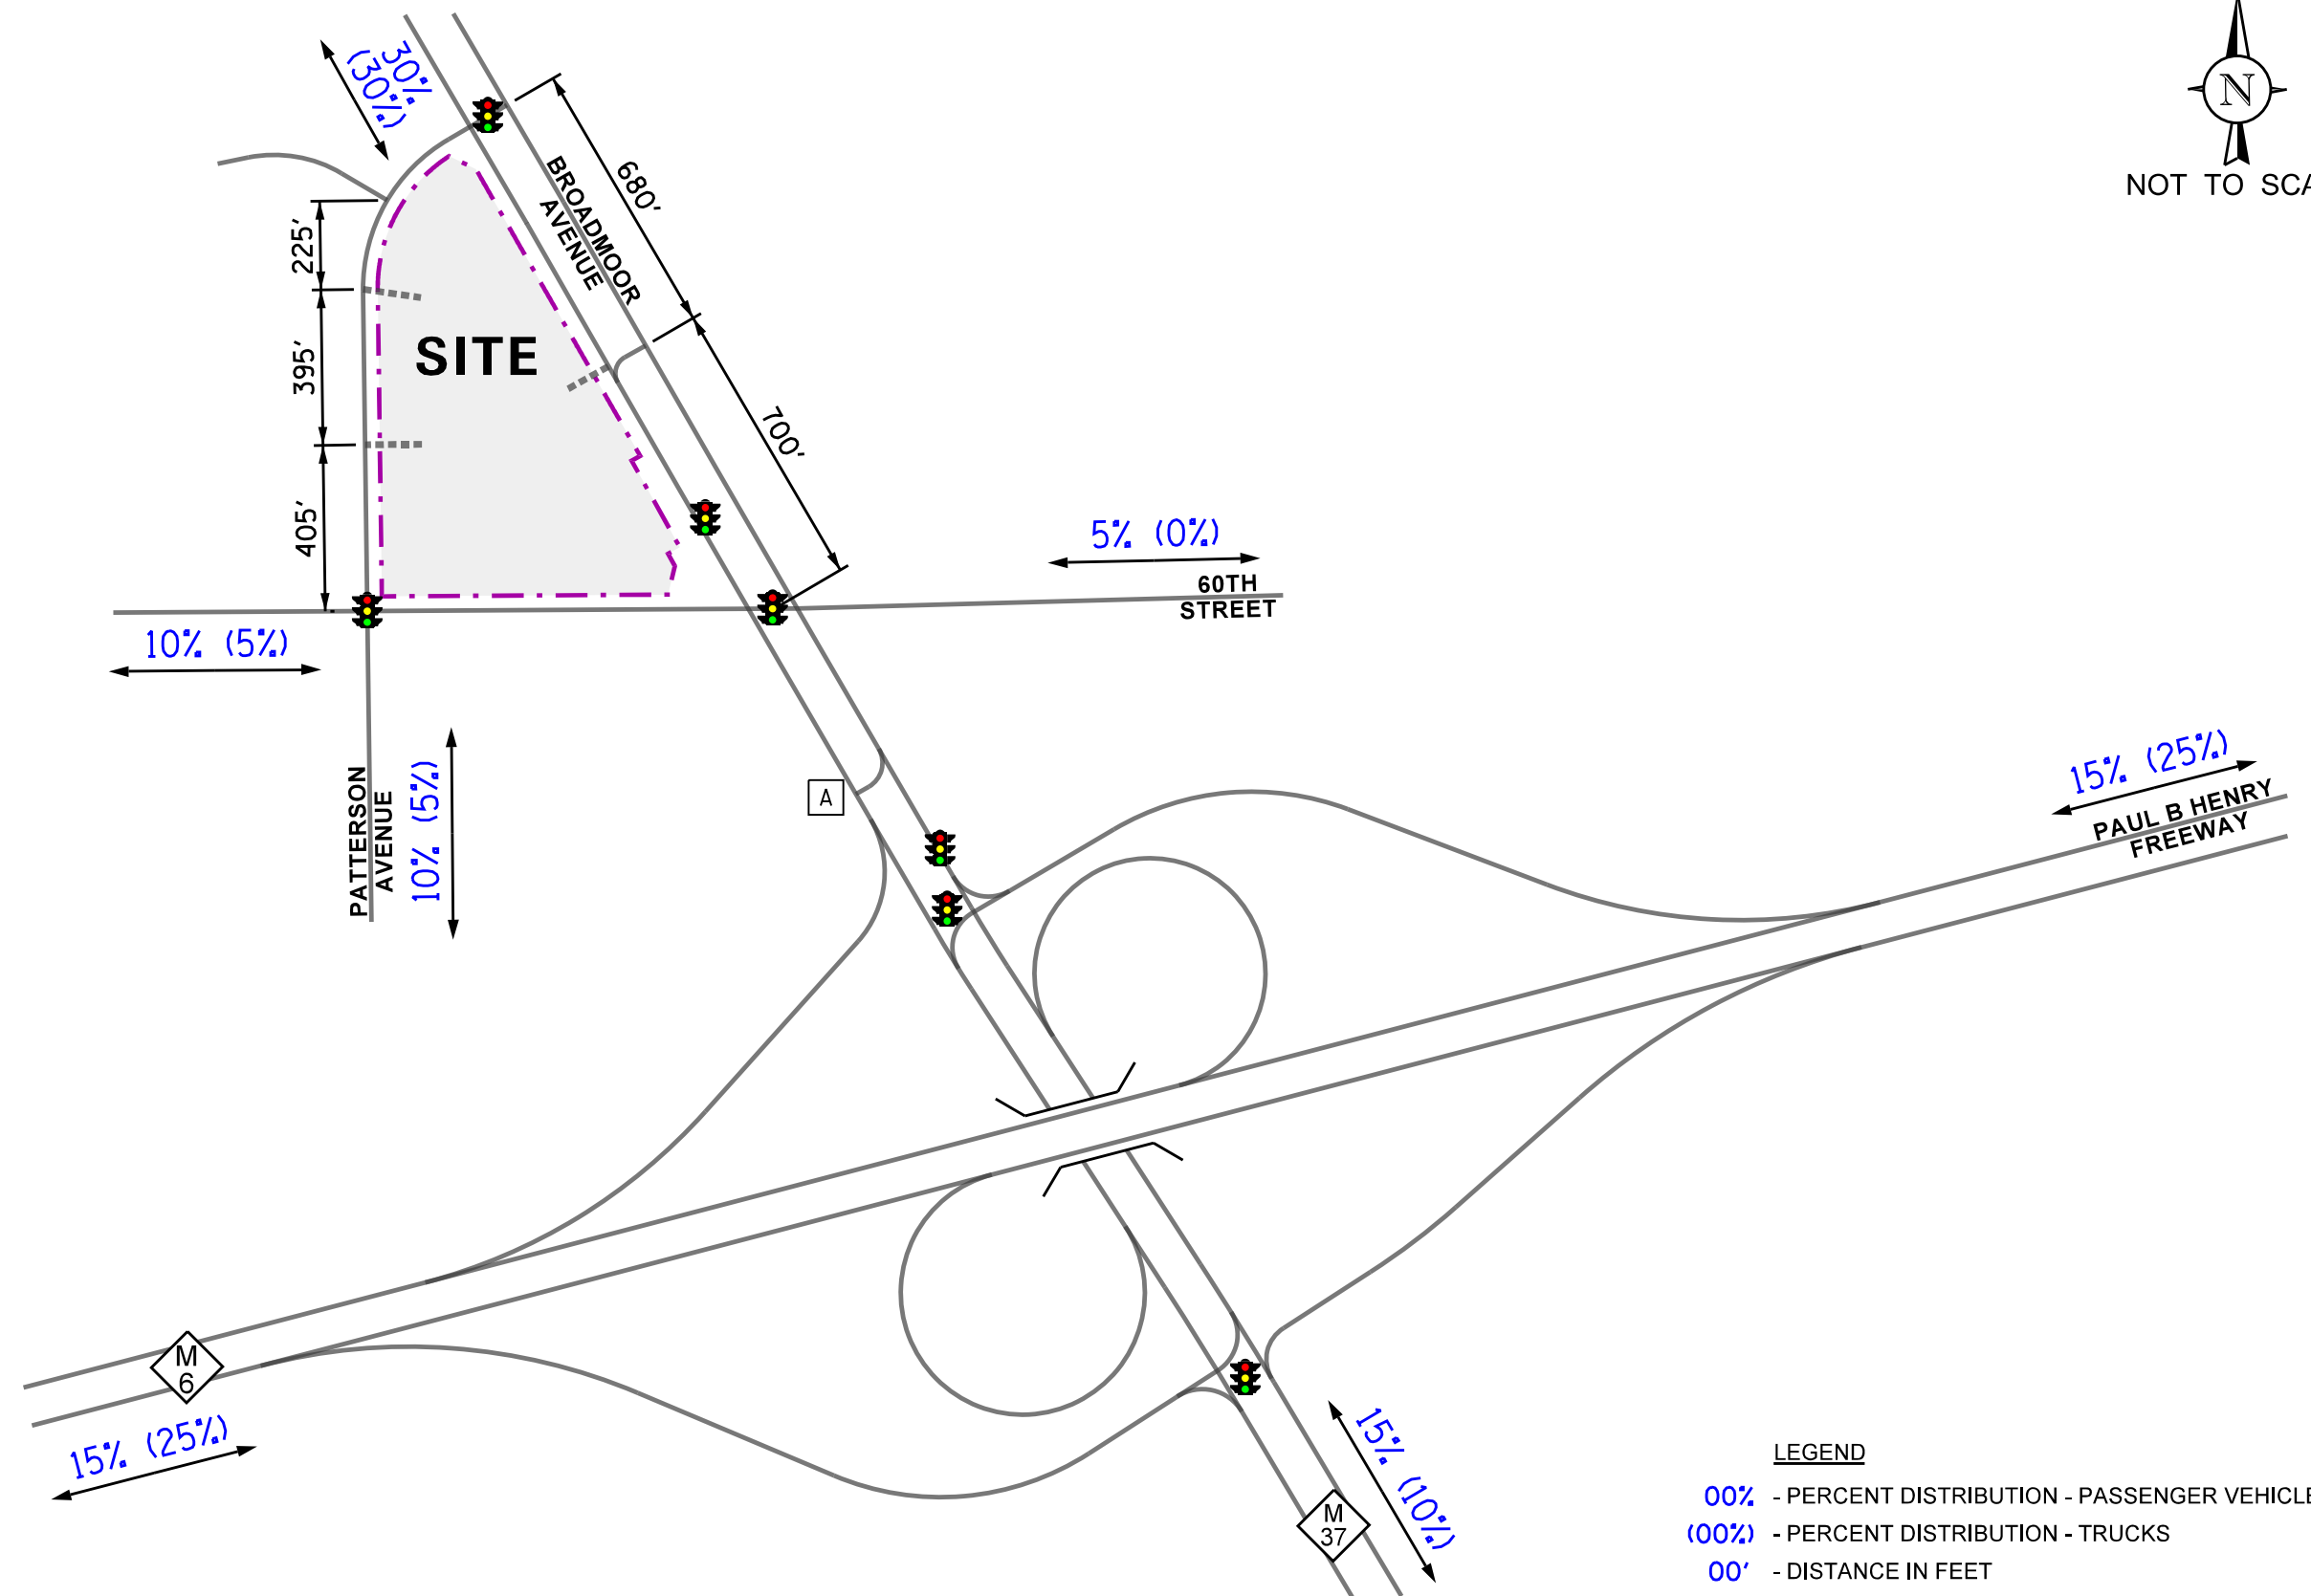 30%
(30%)
N
NOT TO SCA
680'
BROADMOOR
AVENUE
225'
395'
SITE
700'
405'
5% (0%)
60TH
STREET
10% (5%)
PATTERSON
AVENUE
10% (5%)
A
15% (25%)
PAUL B HENRY
FREEWAY
M
6
15% (25%)
15% (10%)
M
37
LEGEND
00% - PERCENT DISTRIBUTION - PASSENGER VEHICLE
(00%) - PERCENT DISTRIBUTION - TRUCKS
00' - DISTANCE IN FEET